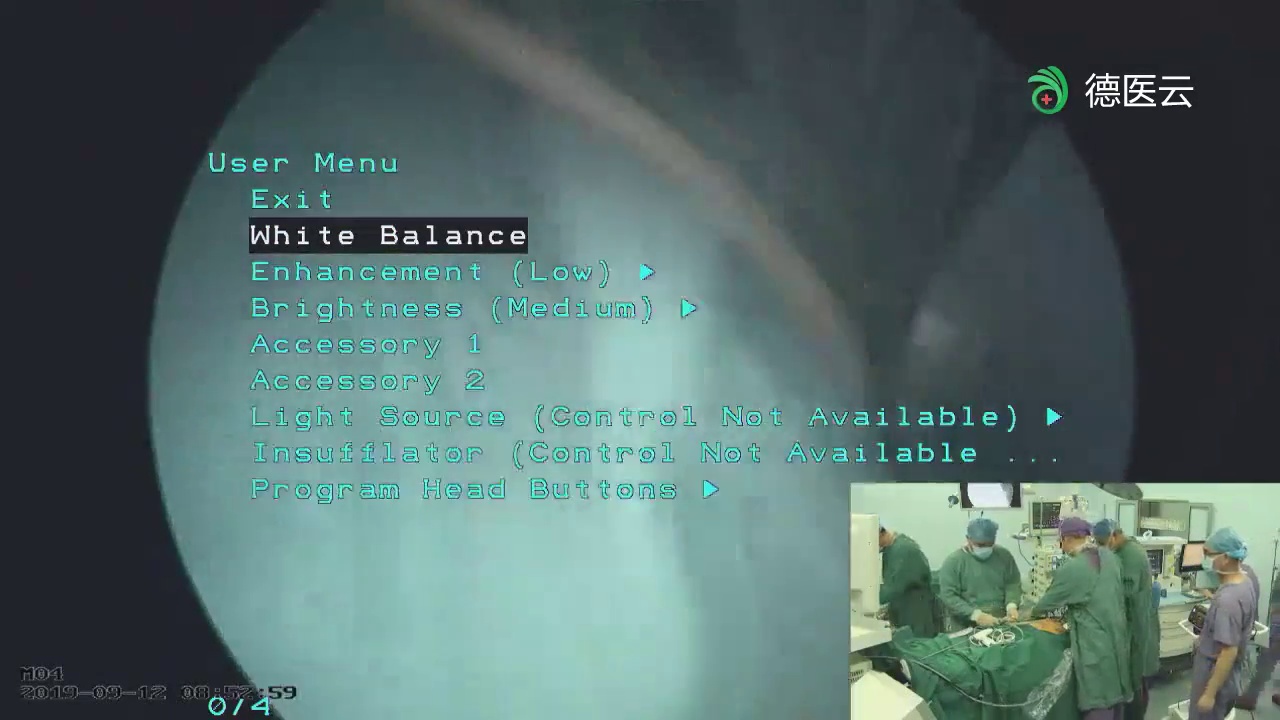 德医云
User Menu
Exit
White Balance
Enhancement (Low) ▶
Brightness (Medium) ▶
Accessory 1
Accessory 2
Light Source (Control Not Available) ▶
Insufflator (Control Not Available ...
Program Head Buttons ▶
M04
2019-09-12 08:52:59
0/4